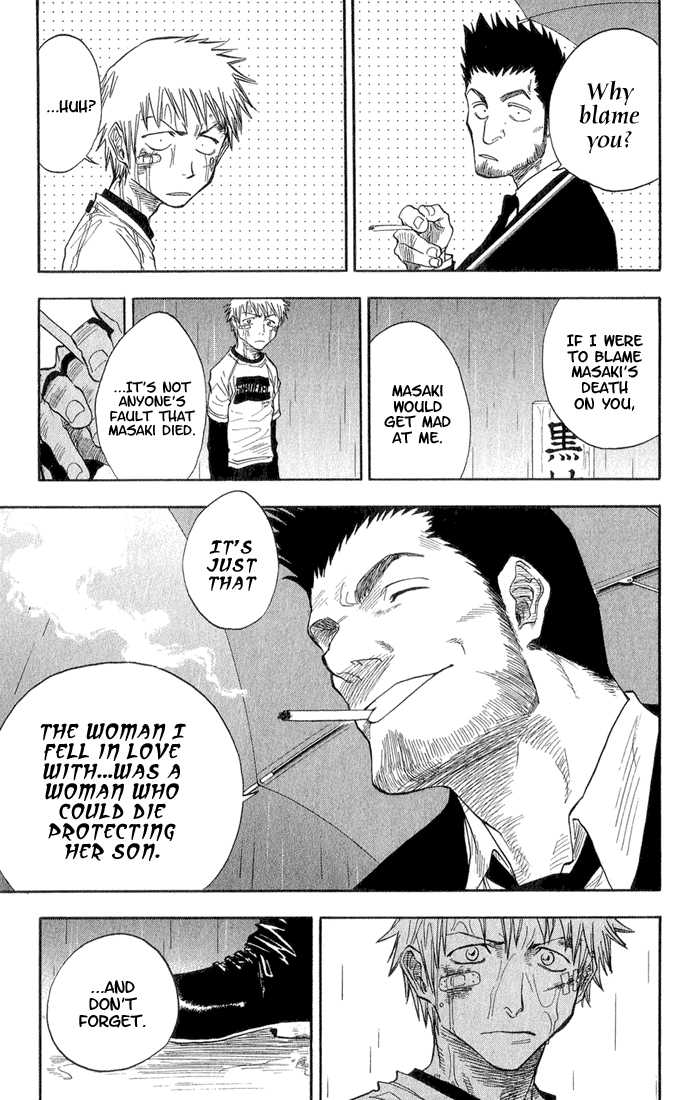 Why
blame
you?
...HUH?
IF I WERE
TO BLAME
MASAKI'S
DEATH
ON YOU,
黒
MASAKI
WOULD
GET MAD
AT ME.
...IT'S NOT
ANYONE'S
FAULT THAT
MASAKI DIED.
IT'S
JUST
THAT
THE WOMAN I
FELL IN LOVE
WITH...WAS A
WOMAN WHO
COULD DIE
PROTECTING
HER SON.
...AND
DON'T
FORGET.